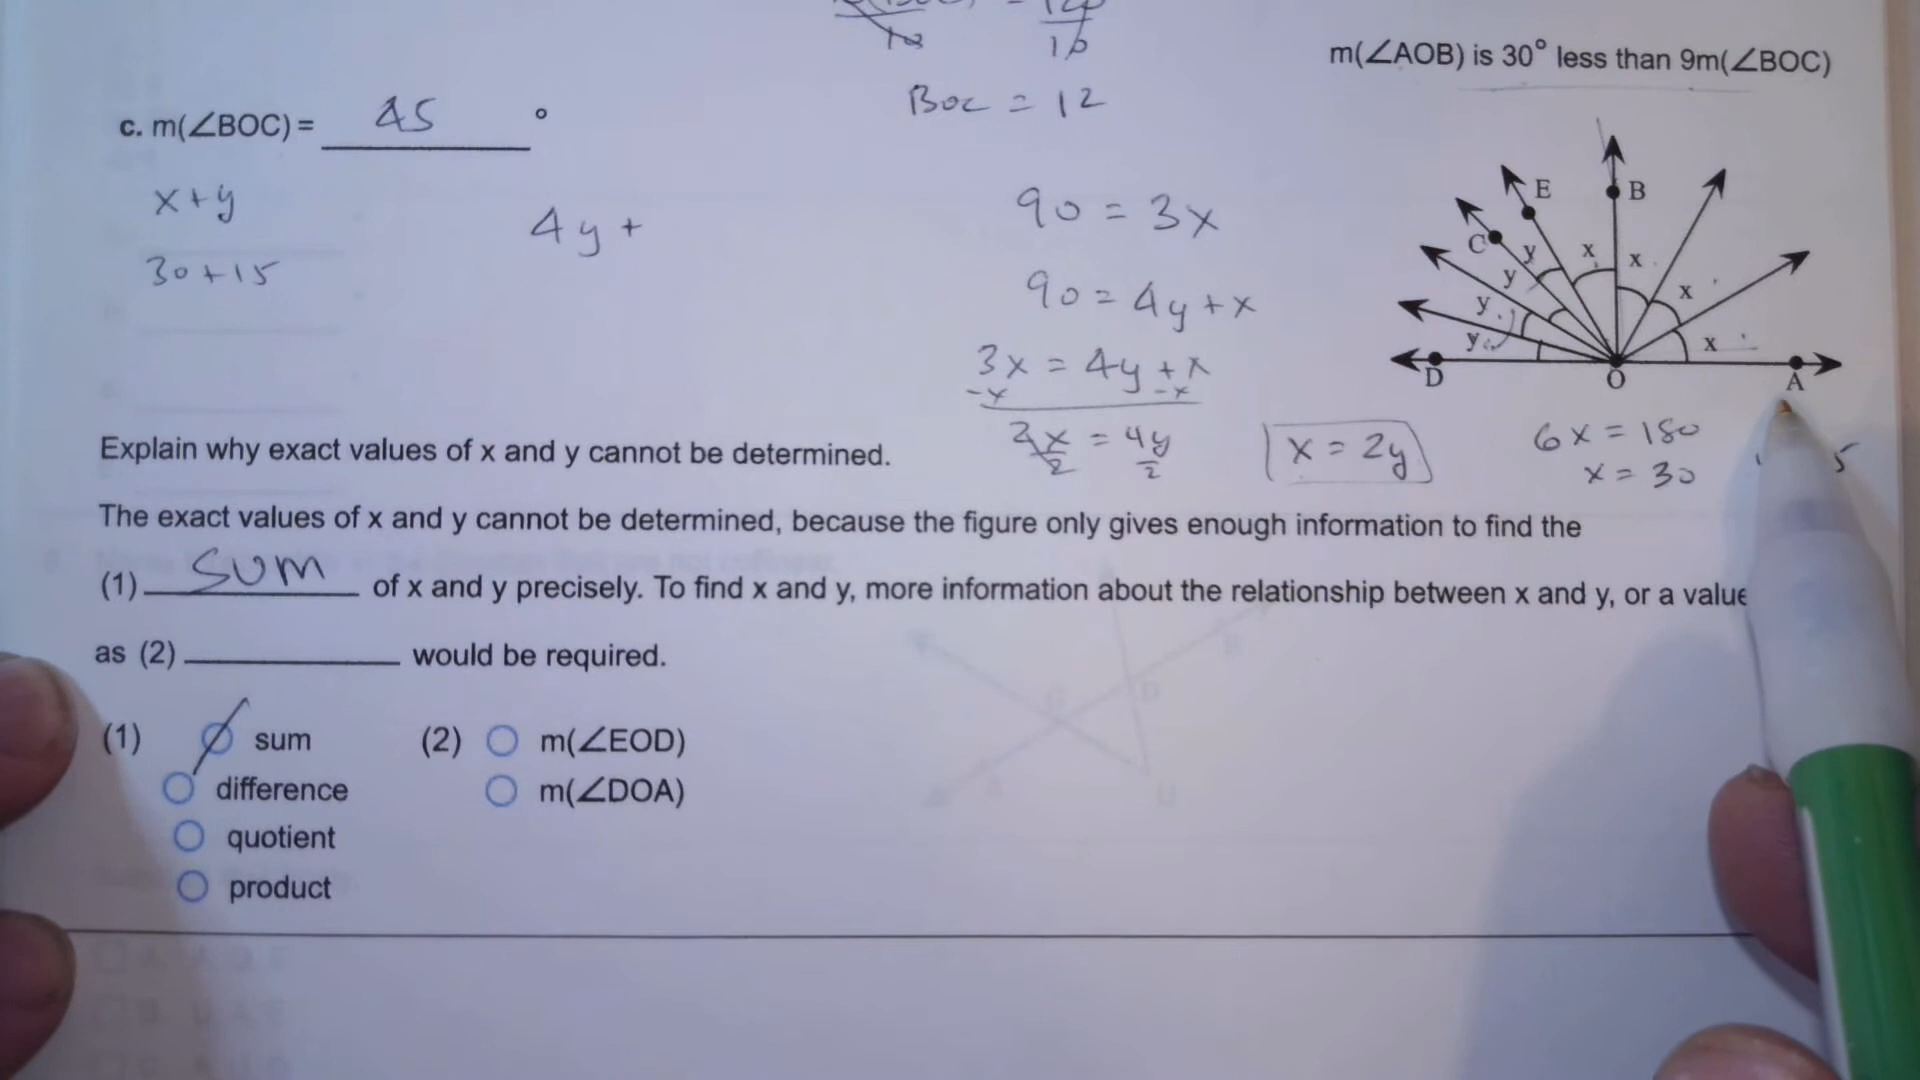 10
10
m(∠AOB) is 30° less than 9m(∠BOC)
BOC = 12
c. m(∠BOC) = 45 °
x+y
30+15
4y+
90 = 3x
90 = 4y+x
3x = 4y+x
-x -x
2x = 4y
2 2
x = 2y
E
B
C
y
x
x
y
x
y
x
y
D
O
A
6x = 180
x = 30
5
Explain why exact values of x and y cannot be determined.
The exact values of x and y cannot be determined, because the figure only gives enough information to find the
(1) sum of x and y precisely. To find x and y, more information about the relationship between x and y, or a value
as (2) would be required.
(1) sum (2) m(∠EOD)
difference m(∠DOA)
quotient
product